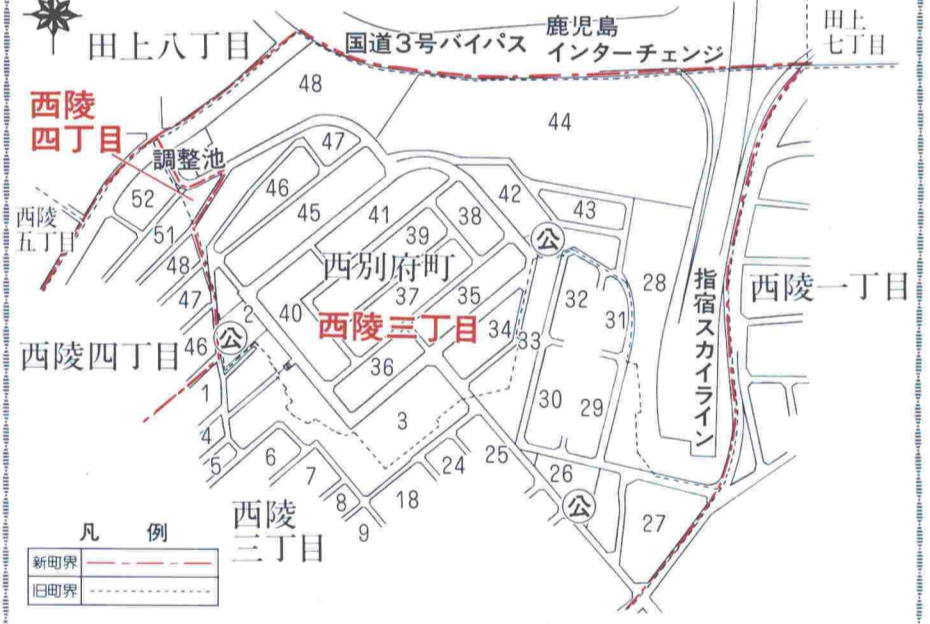 田上八丁目
国道3号バイパス
鹿児島
インターチェンジ
田上
七丁目
西陵
四丁目
調整池
48
44
47
46
45
41
42
43
38
39
52
51
西陵
五丁目
西別府町
48
47
46
40
37
35
34
33
32
31
28
指宿スカイライン
西陵一丁目
2
公
公
西陵三丁目
西陵四丁目
36
30
29
1
3
4
5
6
7
8
9
18
24
25
26
公
27
西陵
三丁目
凡 例
新町界
旧町界